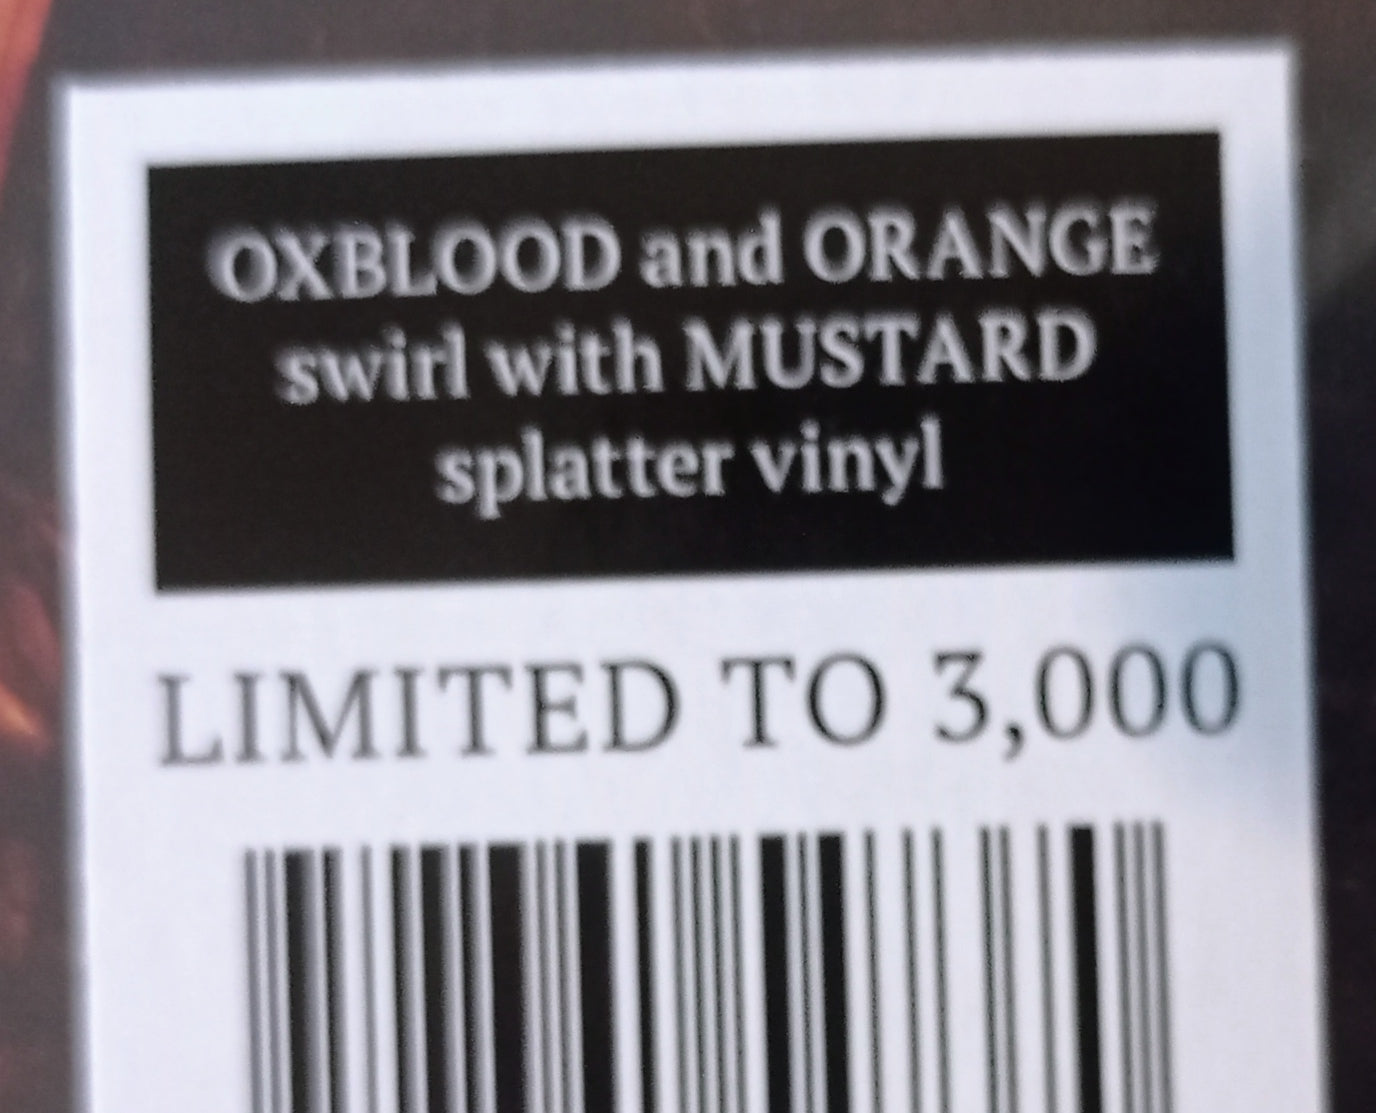 OXBLOOD and ORANGE
swirl with MUSTARD
splatter vinyl
LIMITED TO 3,000